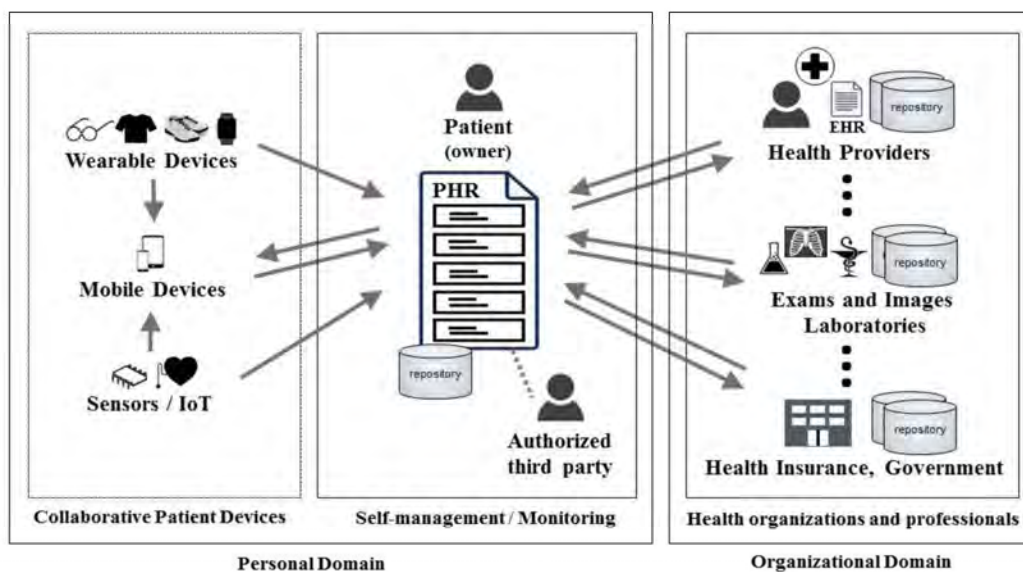 Wearable Devices
Mobile Devices
Sensors / IoT
Collaborative Patient Devices
Patient
(owner)
PHR
repository
Authorized
third party
Self-management / Monitoring
Personal Domain
EHR
repository
Health Providers
repository
Exams and Images
Laboratories
repository
Health Insurance, Government
Health organizations and professionals
Organizational Domain